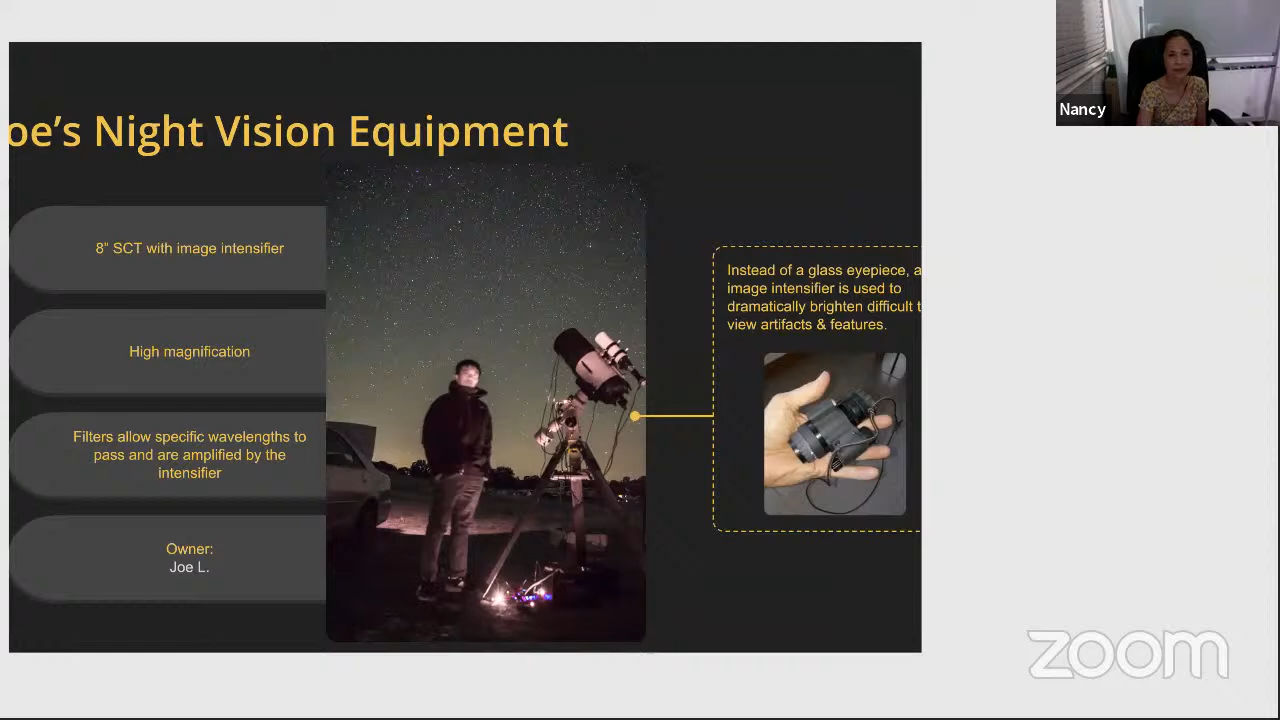 oe's Night Vision Equipment
8" SCT with image intensifier
High magnification
Filters allow specific wavelengths to
pass and are amplified by the
intensifier
Owner:
Joe L.
Instead of a glass eyepiece, a
image intensifier is used to
dramatically brighten difficult t
view artifacts & features.
Nancy
zoom